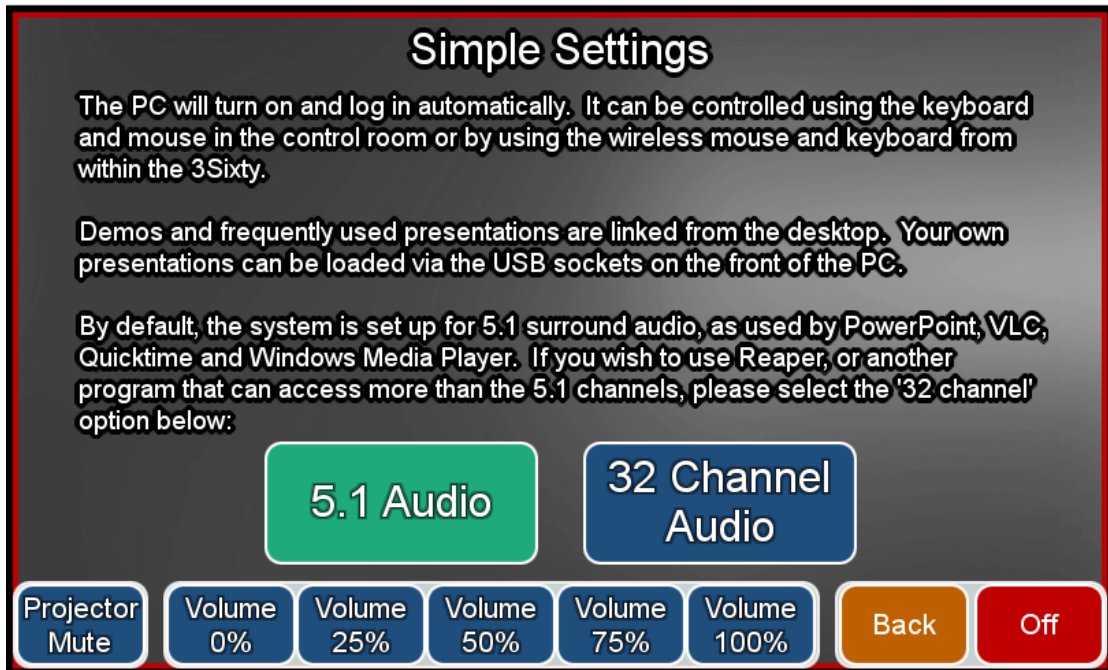 Simple Settings
The PC will turn on and log in automatically.  It can be controlled using the keyboard
and mouse in the control room or by using the wireless mouse and keyboard from
within the 3Sixty.
Demos and frequently used presentations are linked from the desktop.  Your own
presentations can be loaded via the USB sockets on the front of the PC.
By default, the system is set up for 5.1 surround audio, as used by PowerPoint, VLC,
Quicktime and Windows Media Player.  If you wish to use Reaper, or another
program that can access more than the 5.1 channels, please select the '32 channel'
option below:
5.1 Audio
32 Channel
Audio
Projector
Mute
Volume
0%
Volume
25%
Volume
50%
Volume
75%
Volume
100%
Back
Off